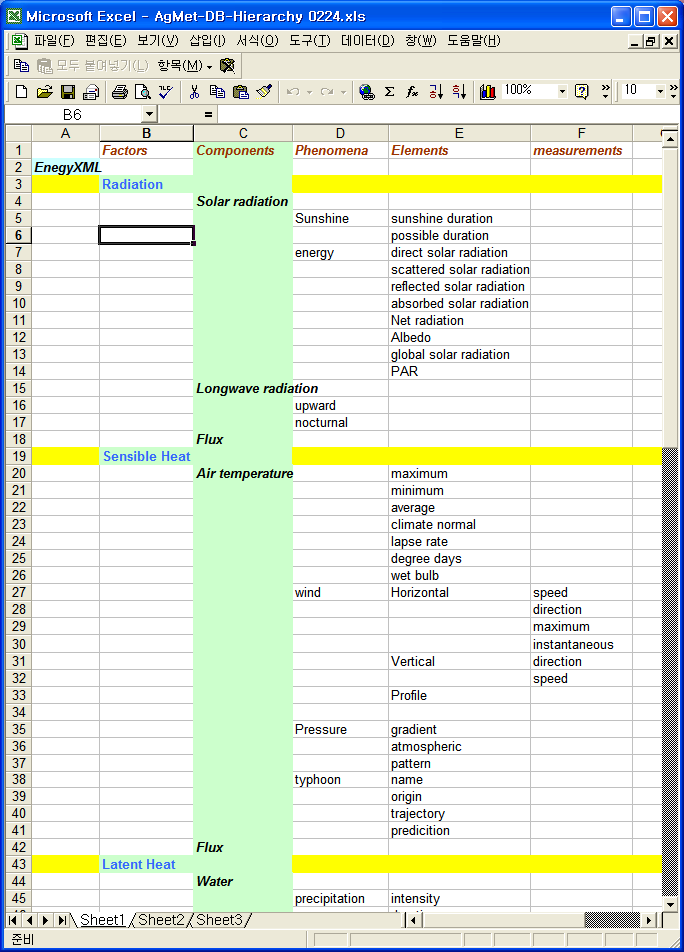 Microsoft Excel - AgMet-DB-Hierarchy 0224.xls
파일(F) 편집(E) 보기(V) 삽입(I) 서식(O) 도구(T) 데이터(D) 창(W) 도움말(H)
모두 붙여넣기(L) 항목(M)
100% 10
B6 =
A B C D E F
1 Factors Components Phenomena Elements measurements
2 EnegyXML
3 Radiation
4 Solar radiation
5 Sunshine sunshine duration
6 possible duration
7 energy direct solar radiation
8 scattered solar radiation
9 reflected solar radiation
10 absorbed solar radiation
11 Net radiation
12 Albedo
13 global solar radiation
14 PAR
15 Longwave radiation
16 upward
17 nocturnal
18 Flux
19 Sensible Heat
20 Air temperature maximum
21 minimum
22 average
23 climate normal
24 lapse rate
25 degree days
26 wet bulb
27 wind Horizontal speed
28 direction
29 maximum
30 instantaneous
31 Vertical direction
32 speed
33 Profile
34
35 Pressure gradient
36 atmospheric
37 pattern
38 typhoon name
39 origin
40 trajectory
41 predicition
42 Flux
43 Latent Heat
44 Water
45 precipitation intensity
Sheet1 Sheet2 Sheet3
준비